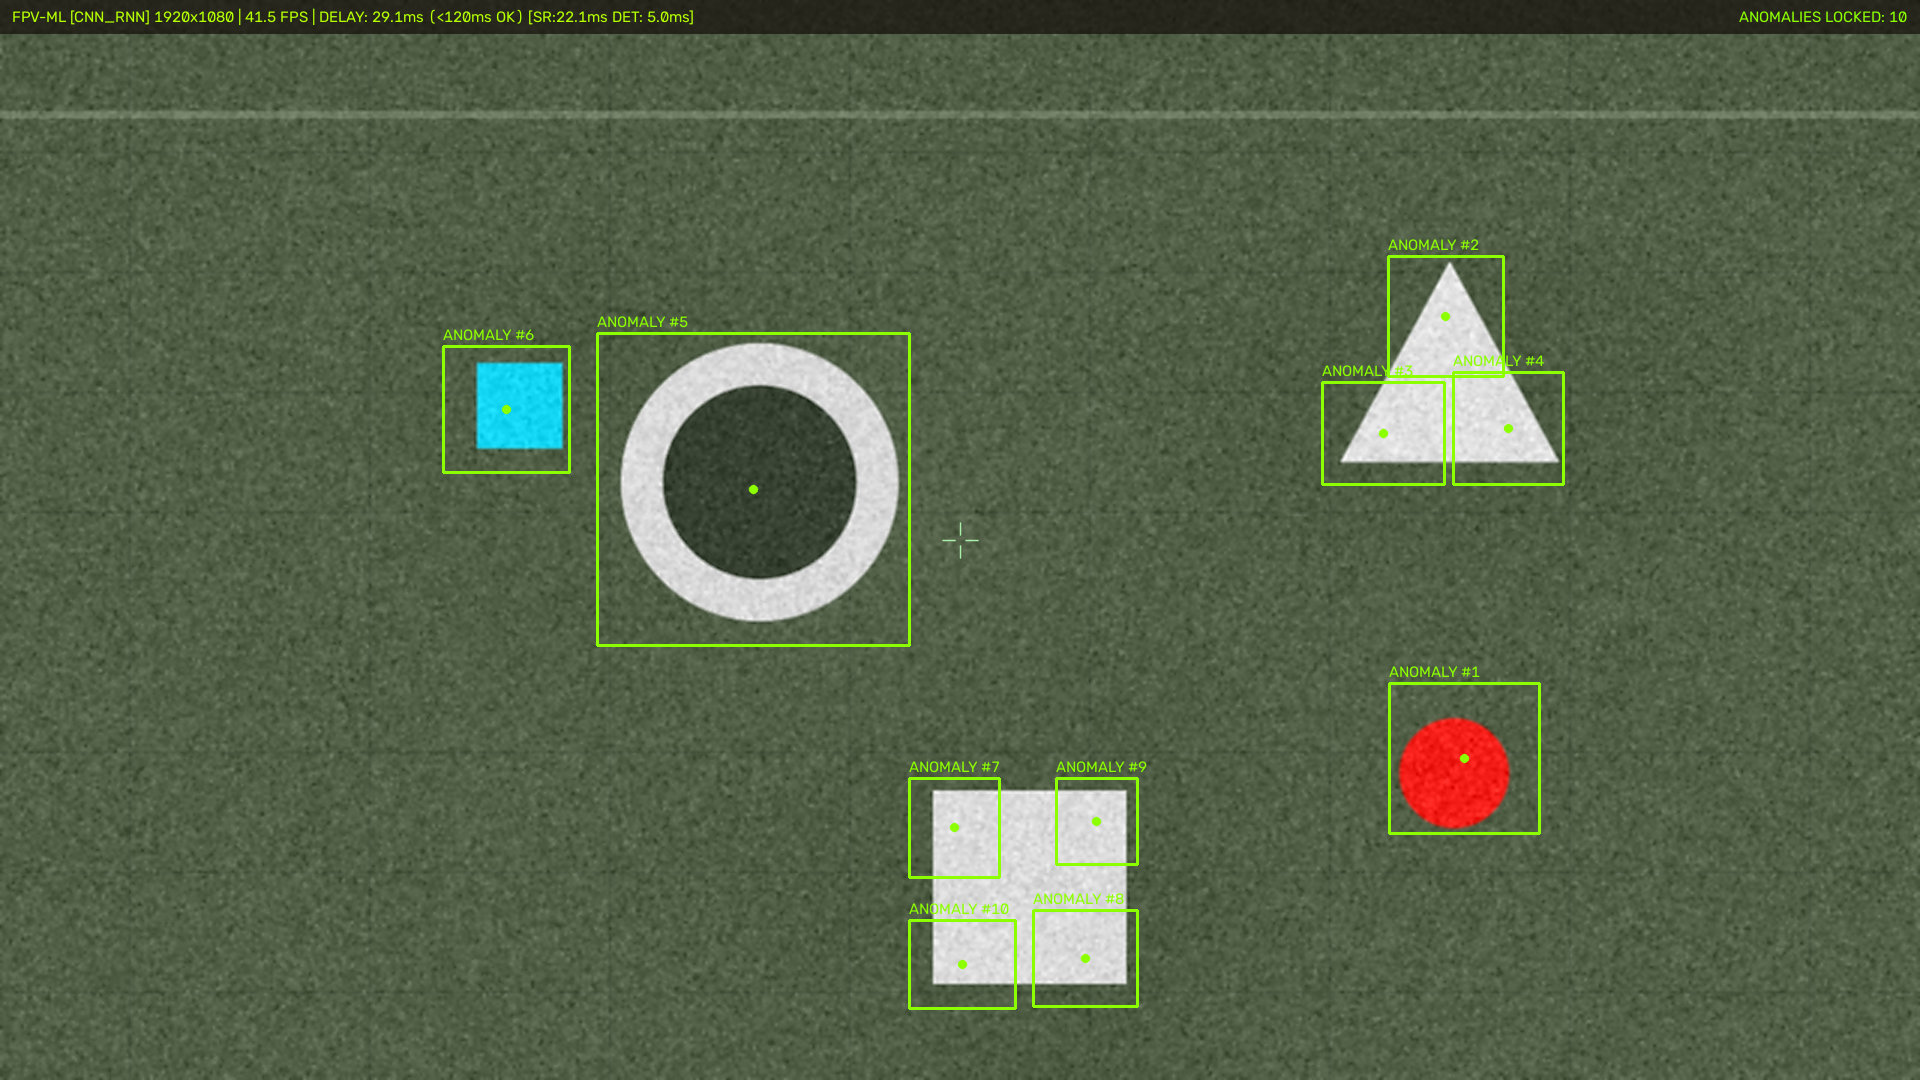 FPV-ML [CNN_RNN] 1920x1080 | 41.5 FPS | DELAY: 29.1ms (<120ms OK) [SR:22.1ms DET: 5.0ms]
ANOMALIES LOCKED: 10
ANOMALY #2
ANOMALY #5
ANOMALY #6
ANOMALY #4
ANOMALY #3
ANOMALY #1
ANOMALY #7
ANOMALY #9
ANOMALY #8
ANOMALY #10